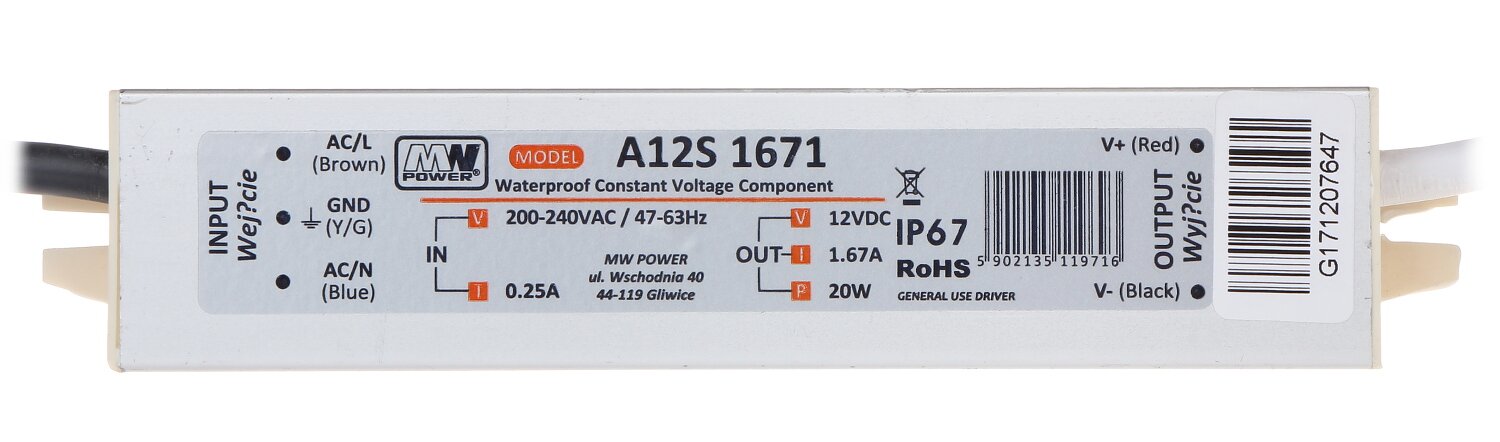 INPUT
Wej?cie
AC/L
(Brown)
GND
(Y/G)
AC/N
(Blue)
MW
POWER®
MODEL
A12S 1671
Waterproof Constant Voltage Component
IN
V 200-240VAC / 47-63Hz
I 0.25A
MW POWER
ul. Wschodnia 40
44-119 Gliwice
OUT
V 12VDC
I 1.67A
P 20W
IP67
RoHS
GENERAL USE DRIVER
5 902135 119716
V+ (Red)
OUTPUT
Wyj?cie
V- (Black)
G171207647